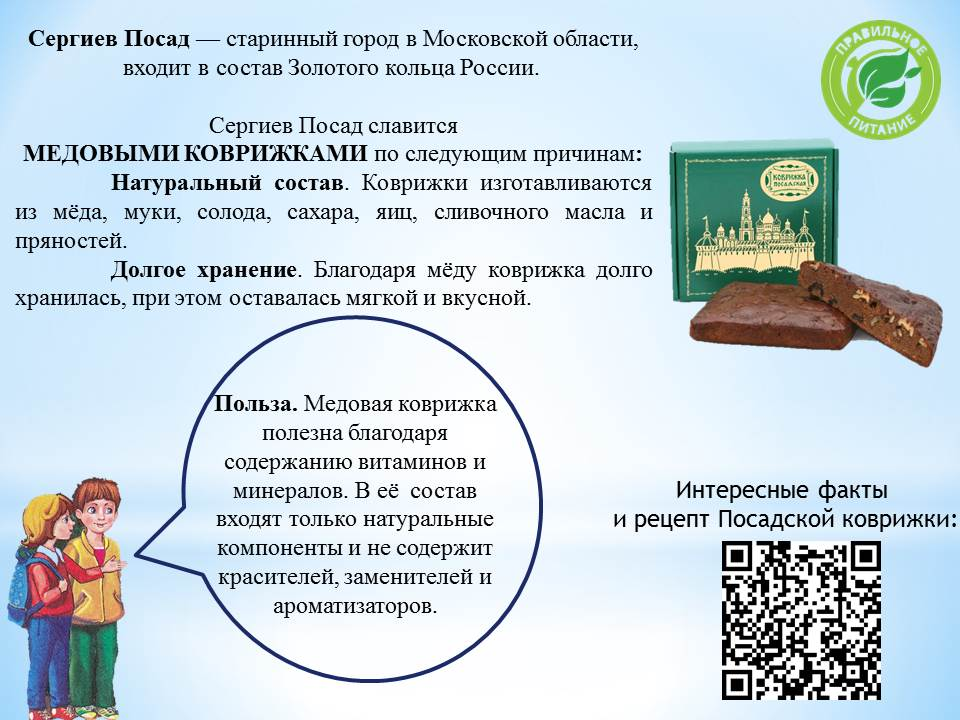 Сергиев Посад — старинный город в Московской области,
входит в состав Золотого кольца России.
ПРАВИЛЬНОЕ
ПИТАНИЕ
Сергиев Посад славится
МЕДОВЫМИ КОВРИЖКАМИ по следующим причинам:
Натуральный состав. Коврижки изготавливаются
из мёда, муки, солода, сахара, яиц, сливочного масла и
пряностей.
Долгое хранение. Благодаря мёду коврижка долго
хранилась, при этом оставалась мягкой и вкусной.
КОВРИЖКА
ПОСАДСКАЯ
Польза. Медовая коврижка
полезна благодаря
содержанию витаминов и
минералов. В её состав
входят только натуральные
компоненты и не содержит
красителей, заменителей и
ароматизаторов.
Интересные факты
и рецепт Посадской коврижки: